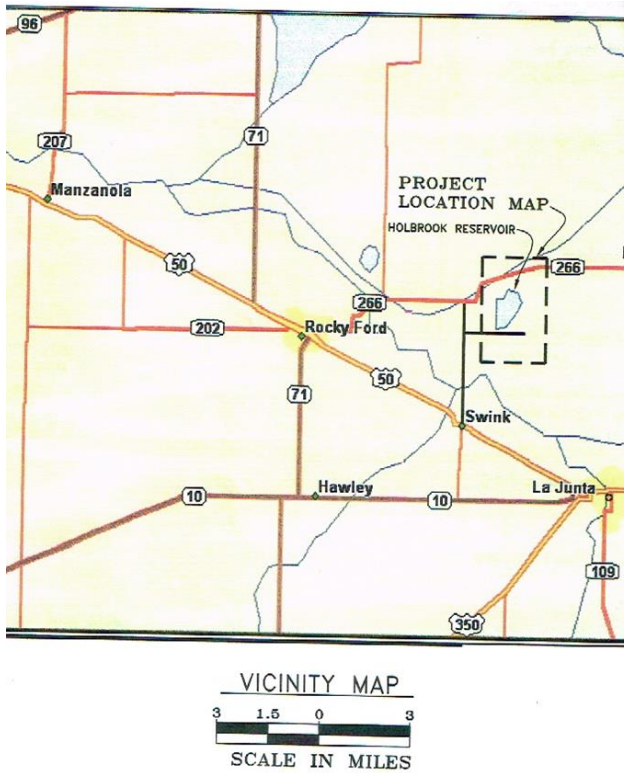 96
207
71
Manzanola
PROJECT
LOCATION MAP
HOLBROOK RESERVOIR
50
266
266
202
Rocky Ford
50
71
Swink
10
Hawley
10
La Junta
109
350
VICINITY MAP
3 1.5 0 3
SCALE IN MILES